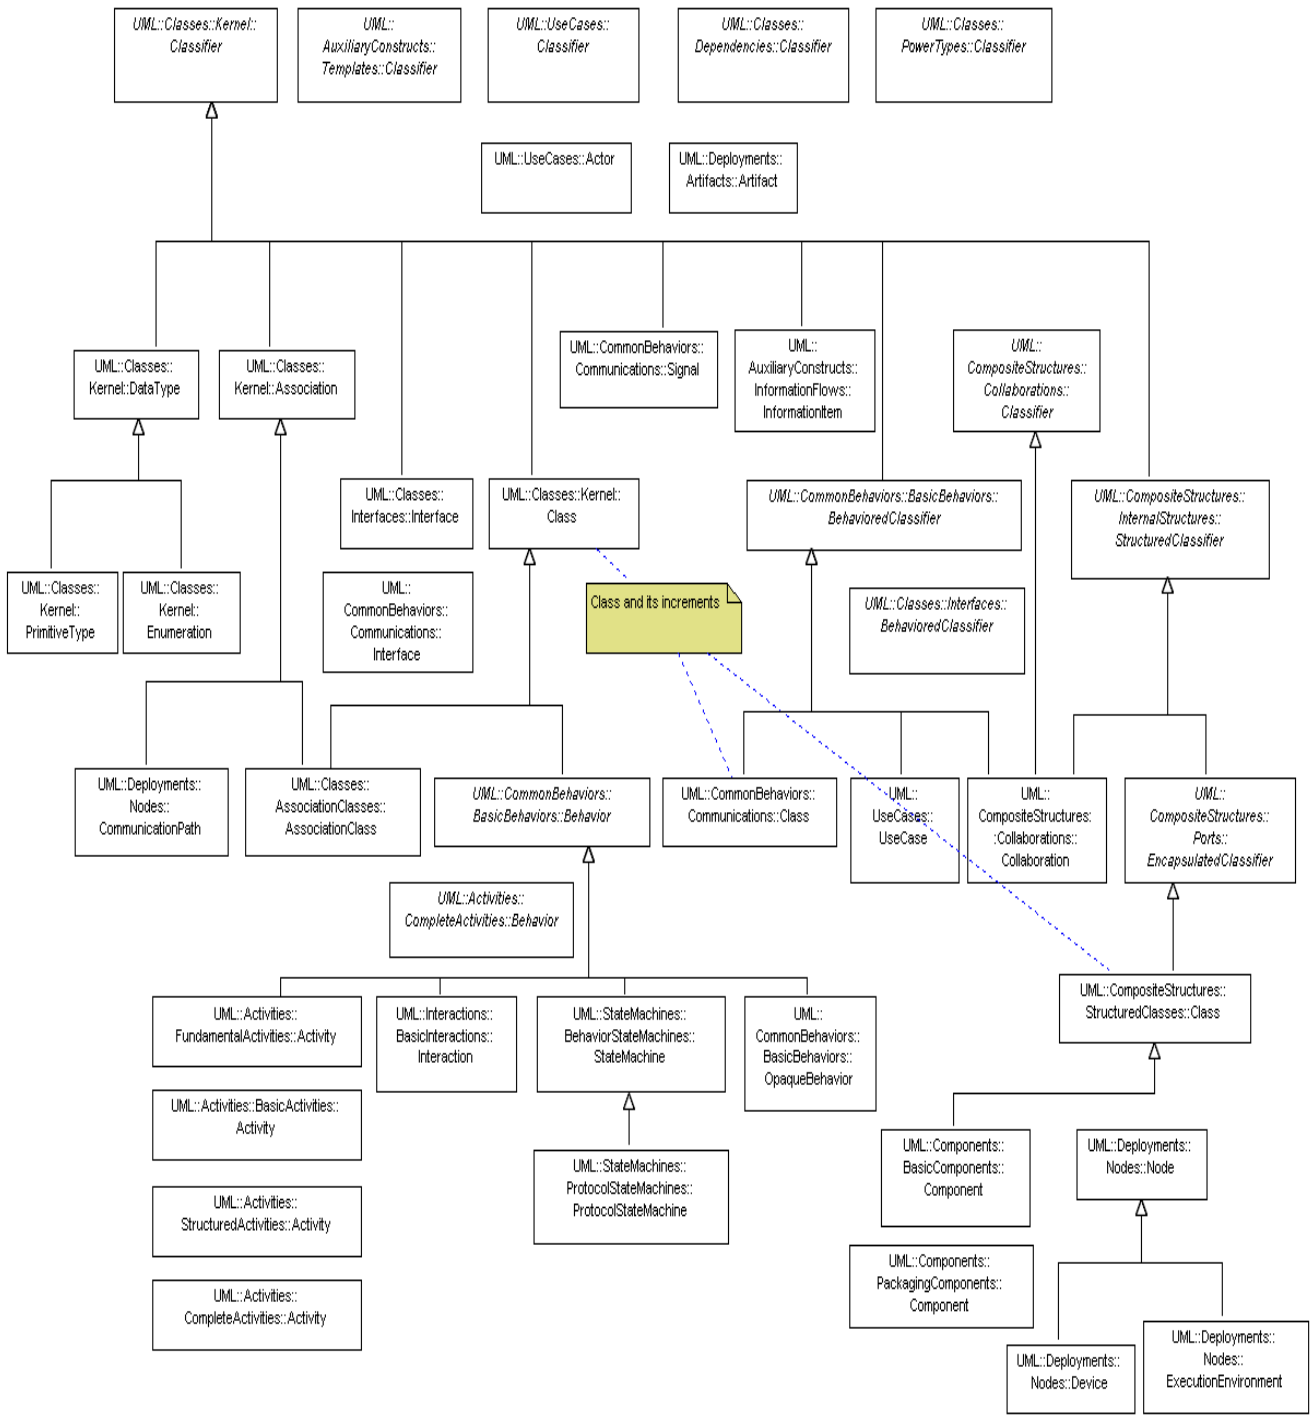 UML::Classes::Kernel::
Classifier
UML::
AuxiliaryConstructs::
Templates::Classifier
UML::UseCases::
Classifier
UML::Classes::
Dependencies::Classifier
UML::Classes::
PowerTypes::Classifier
UML::UseCases::Actor
UML::Deployments::
Artifacts::Artifact
UML::Classes::
Kernel::DataType
UML::Classes::
Kernel::Association
UML::CommonBehaviors::
Communications::Signal
UML::
AuxiliaryConstructs::
InformationFlows::
InformationItem
UML::
CompositeStructures::
Collaborations::
Classifier
UML::Classes::
Interfaces::Interface
UML::Classes::Kernel::
Class
UML::CommonBehaviors::BasicBehaviors::
BehavioredClassifier
UML::CompositeStructures::
InternalStructures::
StructuredClassifier
UML::Classes::
Kernel::
PrimitiveType
UML::Classes::
Kernel::
Enumeration
UML::
CommonBehaviors::
Communications::
Interface
Class and its increments
UML::Classes::Interfaces::
BehavioredClassifier
UML::Deployments::
Nodes::
CommunicationPath
UML::Classes::
AssociationClasses::
AssociationClass
UML::CommonBehaviors::
BasicBehaviors::Behavior
UML::CommonBehaviors::
Communications::Class
UML::
UseCases::
UseCase
UML::
CompositeStructures:
:Collaborations::
Collaboration
UML::
CompositeStructures::
Ports::
EncapsulatedClassifier
UML::Activities::
CompleteActivities::Behavior
UML::Activities::
FundamentalActivities::Activity
UML::Interactions::
BasicInteractions::
Interaction
UML::StateMachines::
BehaviorStateMachines::
StateMachine
UML::
CommonBehaviors::
BasicBehaviors::
OpaqueBehavior
UML::CompositeStructures::
StructuredClasses::Class
UML::Activities::BasicActivities::
Activity
UML::StateMachines::
ProtocolStateMachines::
ProtocolStateMachine
UML::Components::
BasicComponents::
Component
UML::Deployments::
Nodes::Node
UML::Activities::
StructuredActivities::Activity
UML::Components::
PackagingComponents::
Component
UML::Activities::
CompleteActivities::Activity
UML::Deployments::
Nodes::Device
UML::Deployments::
Nodes::
ExecutionEnvironment